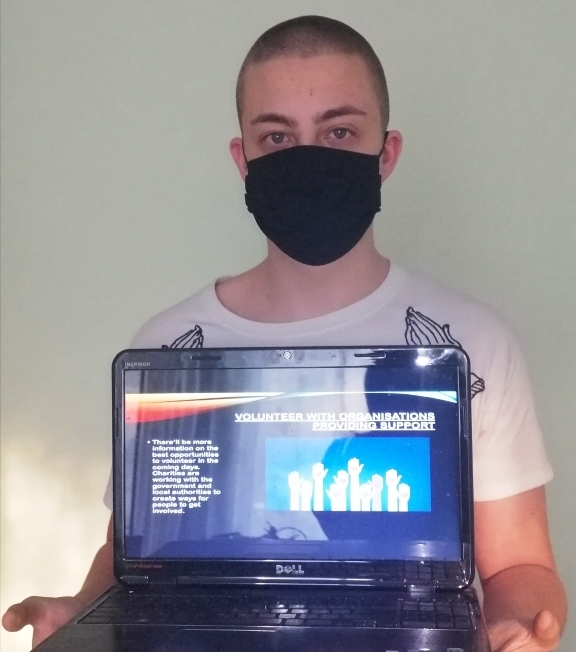 INSPIRON
VOLUNTEER WITH ORGANISATIONS
PROVIDING SUPPORT
• There'll be more
information on the
best opportunities
to volunteer in the
coming days.
Charities are
working with the
government and
local authorities to
create ways for
people to get
involved.
DELL